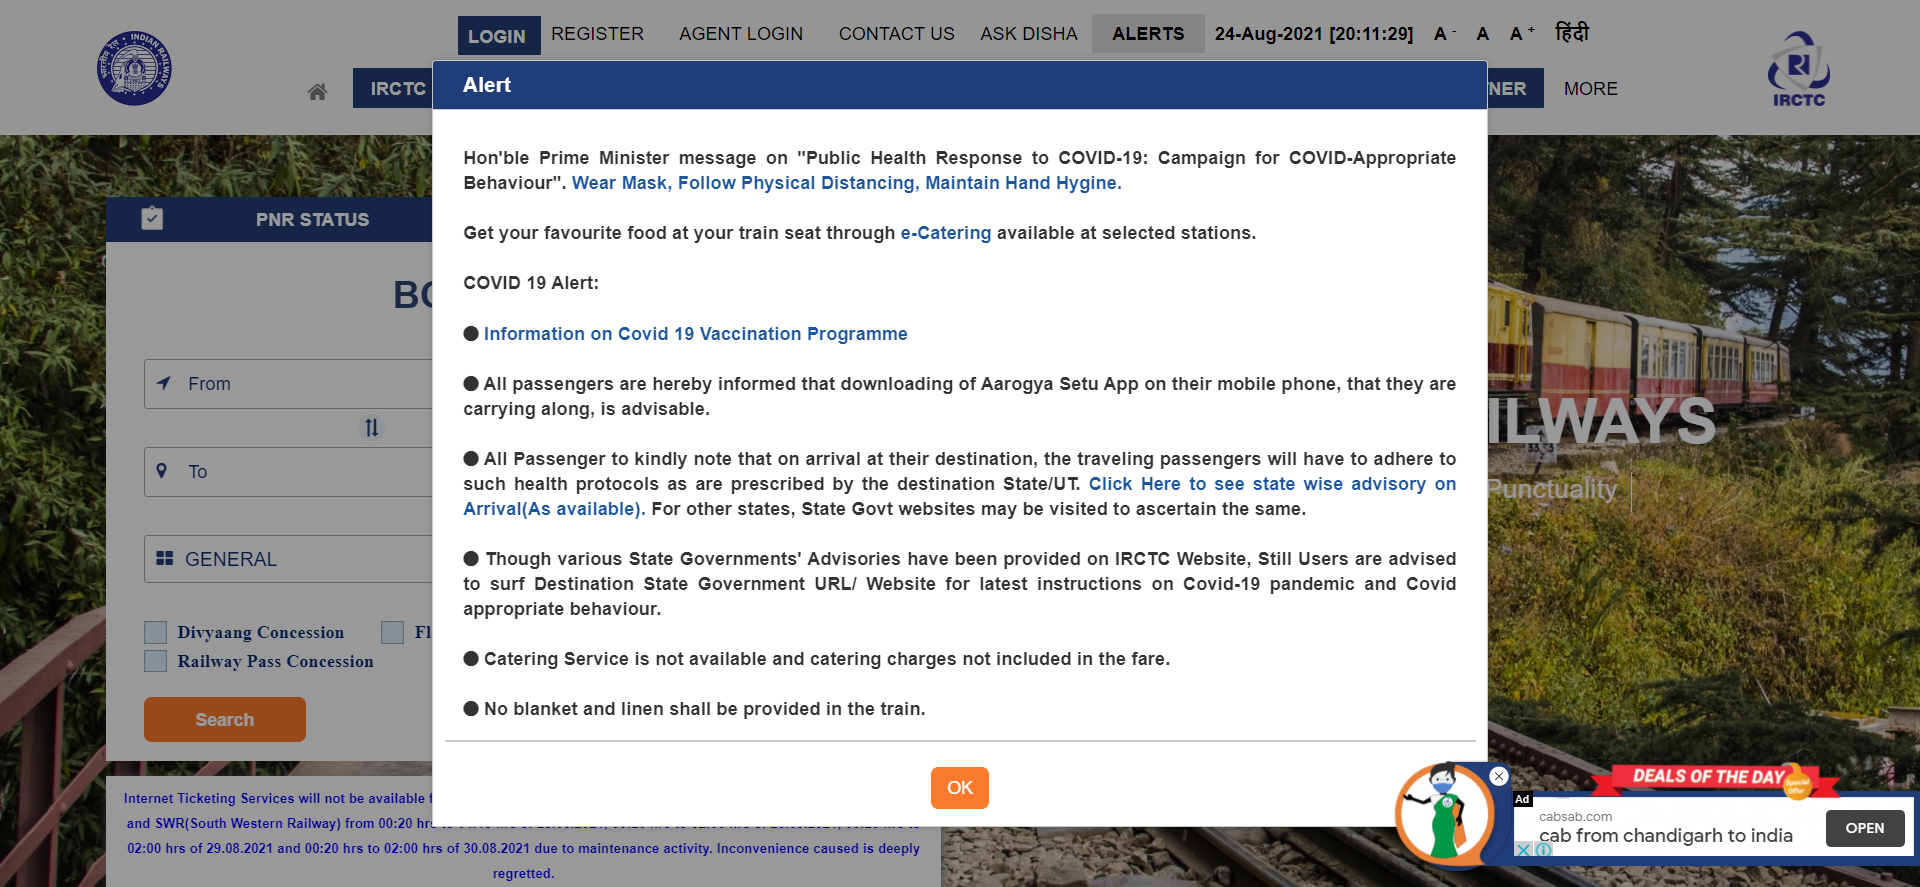 LOGIN REGISTER AGENT LOGIN CONTACT US ASK DISHA ALERTS 24-Aug-2021 [20:11:29] A - A A + हिंदी
INDIAN RAILWAYS
IRCTC
NER
MORE
IRCTC
Alert
Hon'ble Prime Minister message on "Public Health Response to COVID-19: Campaign for COVID-Appropriate
Behaviour". Wear Mask, Follow Physical Distancing, Maintain Hand Hygine.
Get your favourite food at your train seat through e-Catering available at selected stations.
COVID 19 Alert:
● Information on Covid 19 Vaccination Programme
● All passengers are hereby informed that downloading of Aarogya Setu App on their mobile phone, that they are
carrying along, is advisable.
● All Passenger to kindly note that on arrival at their destination, the traveling passengers will have to adhere to
such health protocols as are prescribed by the destination State/UT. Click Here to see state wise advisory on
Arrival(As available). For other states, State Govt websites may be visited to ascertain the same.
● Though various State Governments' Advisories have been provided on IRCTC Website, Still Users are advised
to surf Destination State Government URL/ Website for latest instructions on Covid-19 pandemic and Covid
appropriate behaviour.
● Catering Service is not available and catering charges not included in the fare.
● No blanket and linen shall be provided in the train.
OK
PNR STATUS
BO
From
To
GENERAL
Divyaang Concession Fl
Railway Pass Concession
Search
Internet Ticketing Services will not be available f
and SWR(South Western Railway) from 00:20 hrs
02:00 hrs of 29.08.2021 and 00:20 hrs to 02:00 hrs of 30.08.2021 due to maintenance activity. Inconvenience caused is deeply
regretted.
ILWAYS
Punctuality
DEALS OF THE DAY
Special
Offer
Ad
cabsab.com
cab from chandigarh to india
OPEN